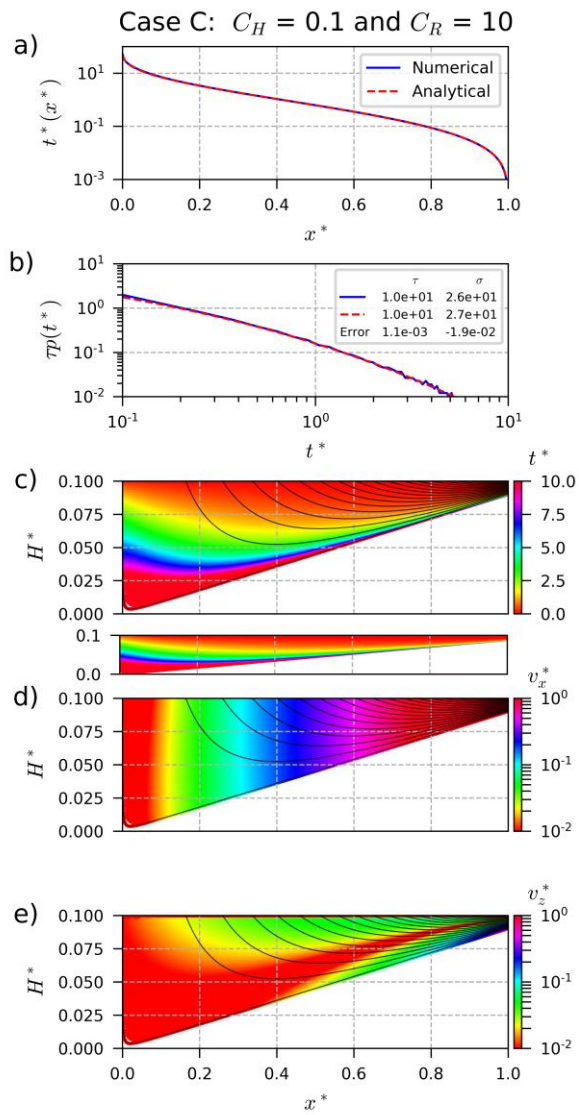 Case C: C_H = 0.1 and C_R = 10
a)
t*(x*)
10^1
10^-1
10^-3
Numerical
Analytical
0.0 0.2 0.4 0.6 0.8 1.0
x*
b)
τp(t*)
10^1
10^0
10^-1
10^-2
τ σ
1.0e+01 2.6e+01
1.0e+01 2.7e+01
Error 1.1e-03 -1.9e-02
10^-1 10^0 10^1
t*
c)
t*
H*
0.100
0.075
0.050
0.025
0.000
10.0
7.5
5.0
2.5
0.0
0.1
0.0
d)
v_x^*
H*
0.100
0.075
0.050
0.025
0.000
10^0
10^-1
10^-2
e)
v_z^*
H*
0.100
0.075
0.050
0.025
0.000
10^0
10^-1
10^-2
0.0 0.2 0.4 0.6 0.8 1.0
x*